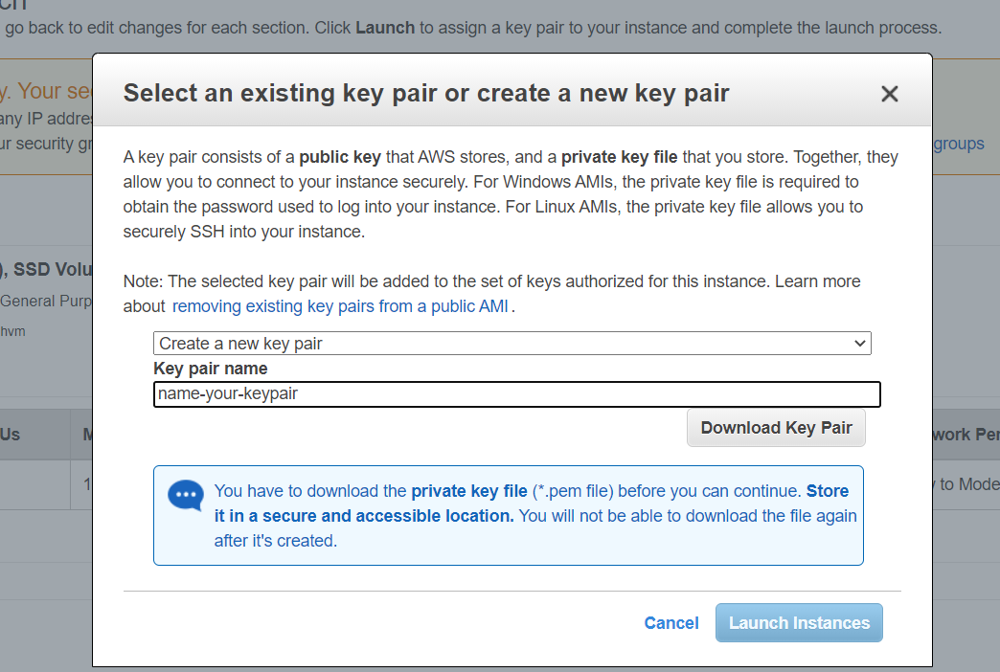 go back to edit changes for each section. Click Launch to assign a key pair to your instance and complete the launch process.
Select an existing key pair or create a new key pair
y. Your se
any IP addre
ur security gr
groups
A key pair consists of a public key that AWS stores, and a private key file that you store. Together, they
allow you to connect to your instance securely. For Windows AMIs, the private key file is required to
obtain the password used to log into your instance. For Linux AMIs, the private key file allows you to
securely SSH into your instance.
), SSD Volu
General Purp
hvm
Note: The selected key pair will be added to the set of keys authorized for this instance. Learn more
about removing existing key pairs from a public AMI .
Create a new key pair
Key pair name
name-your-keypair
Download Key Pair
Us
M
work Per
1
y to Mode
You have to download the private key file (*.pem file) before you can continue. Store
it in a secure and accessible location. You will not be able to download the file again
after it's created.
Cancel
Launch Instances